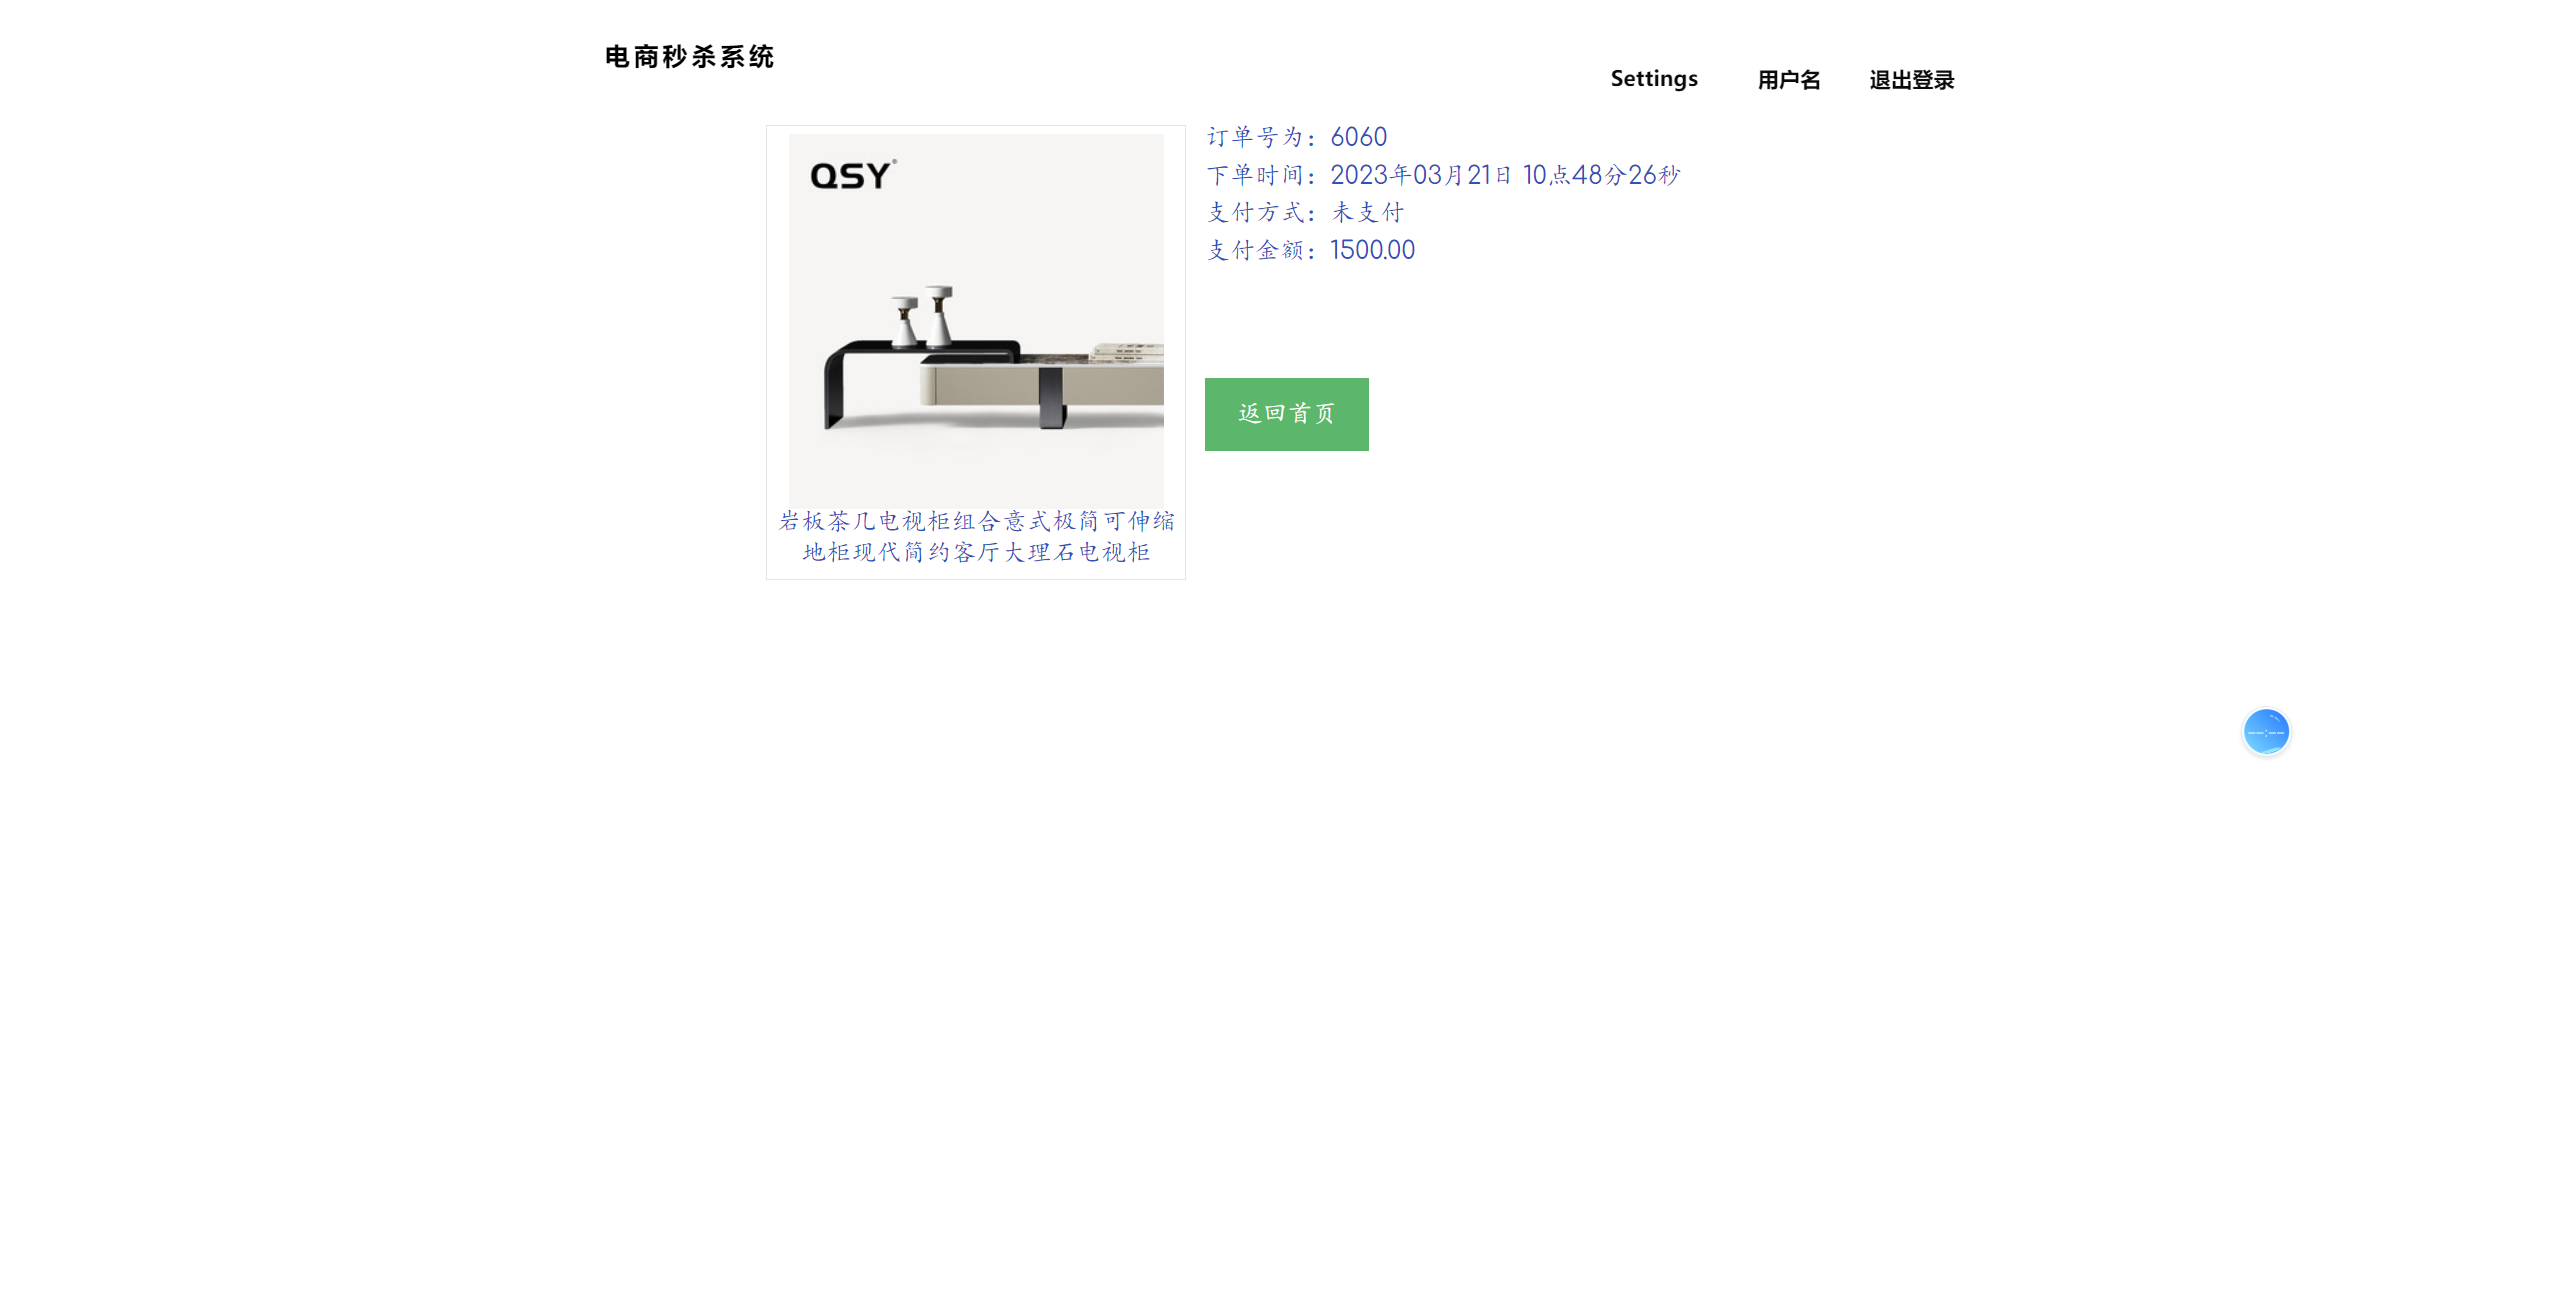 电商秒杀系统
Settings 用户名 退出登录
QSY®
订单号为：6060
下单时间：2023年03月21日 10点48分26秒
支付方式：未支付
支付金额：1500.00
返回首页
岩板茶几电视柜组合意式极简可伸缩
地柜现代简约客厅大理石电视柜